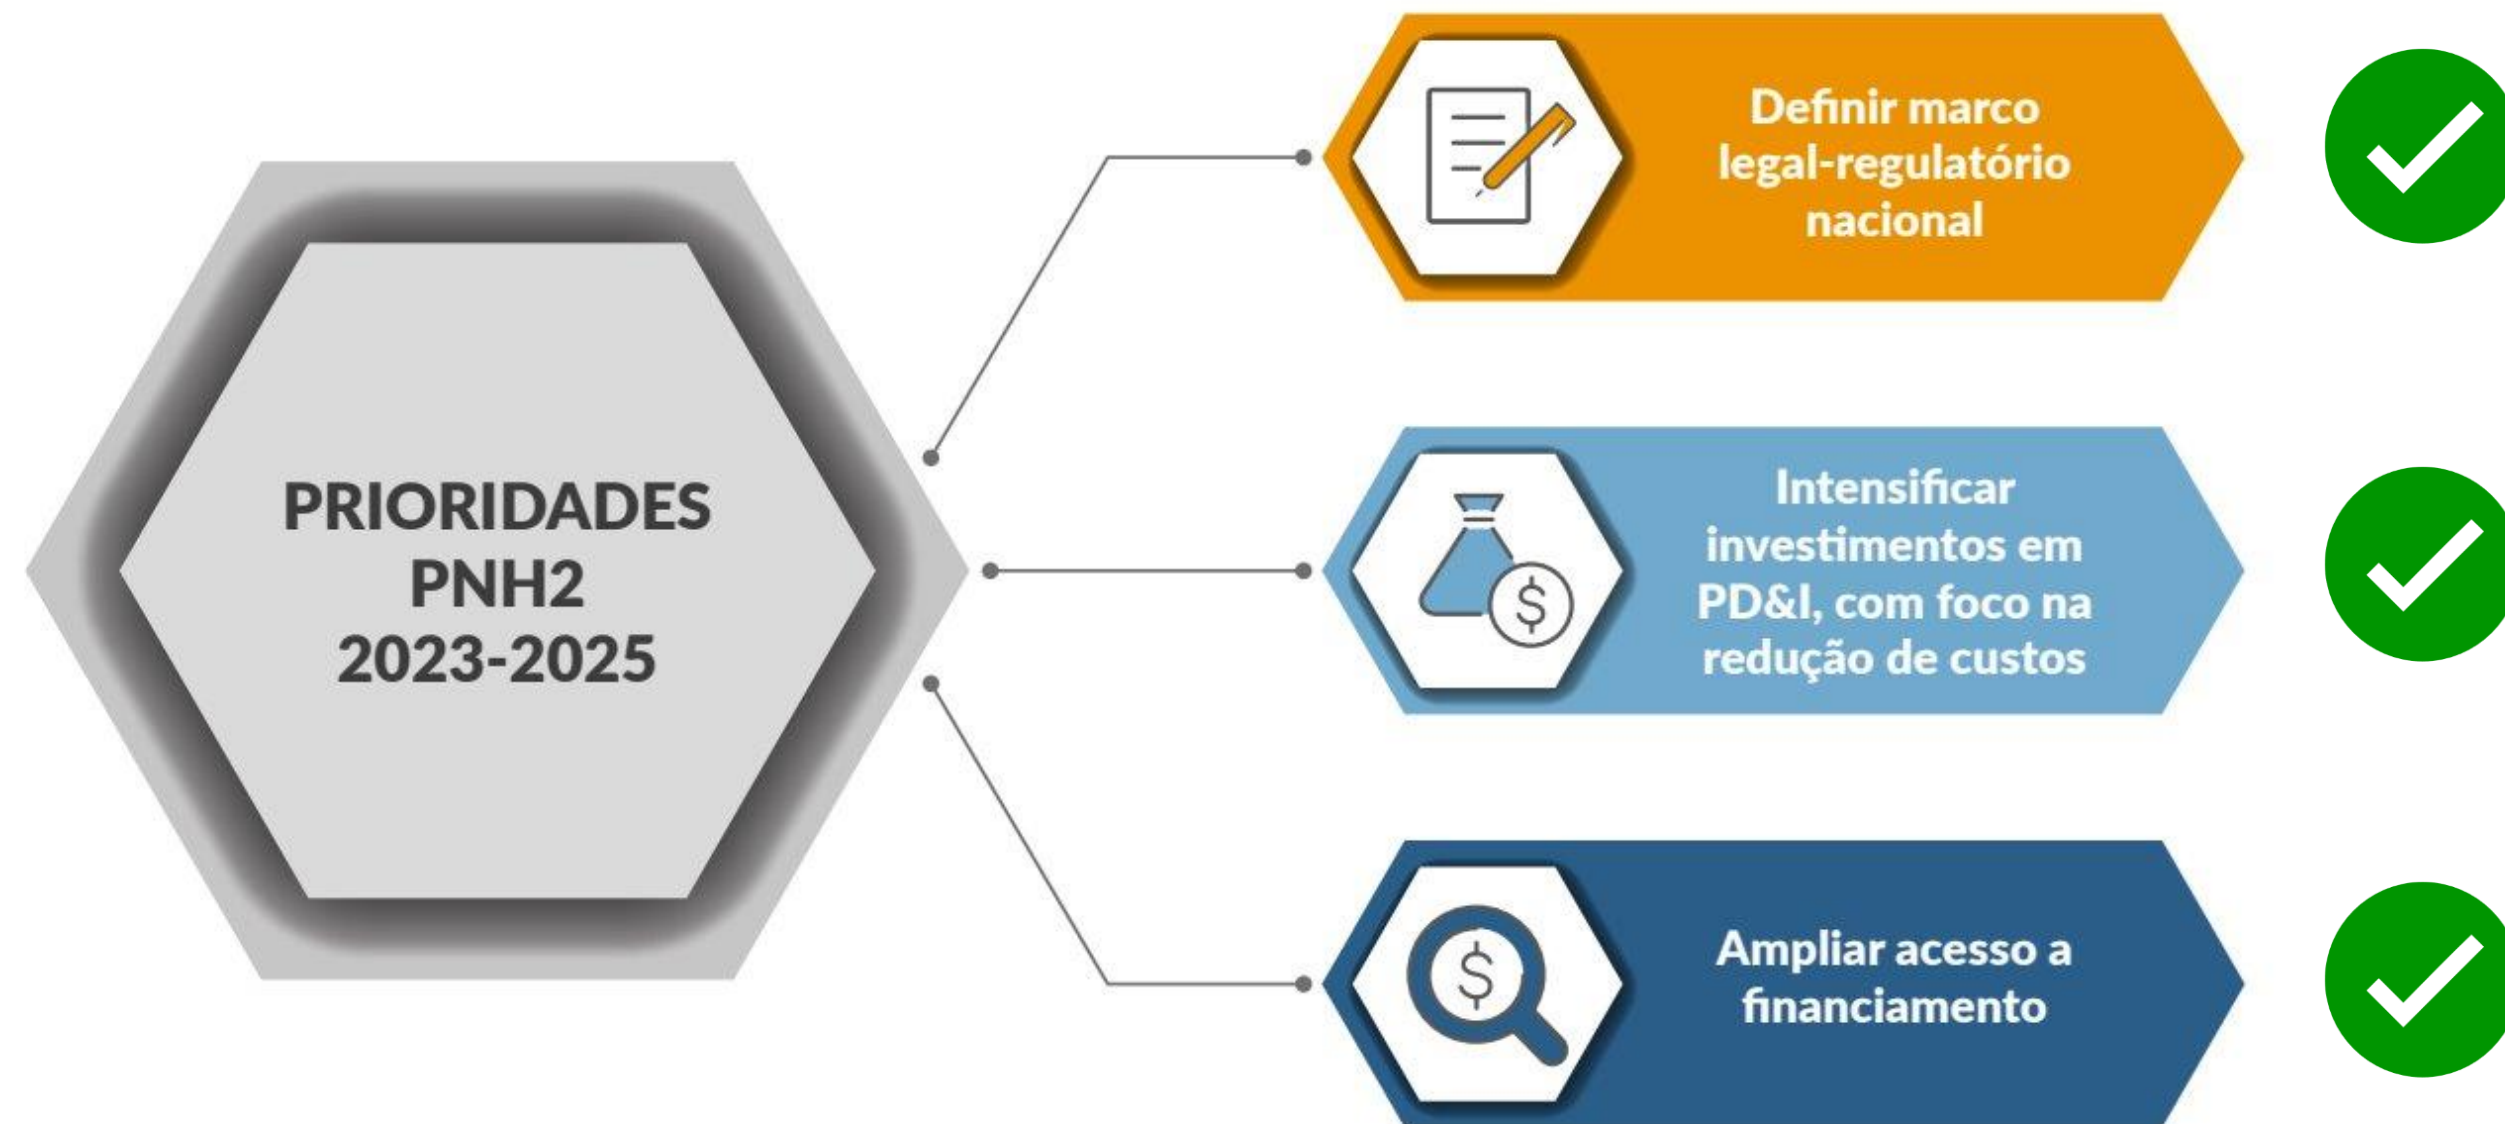 PRIORIDADES
PNH2
2023-2025
Definir marco
legal-regulatório
nacional
Intensificar
investimentos em
PD&I, com foco na
redução de custos
Ampliar acesso a
financiamento